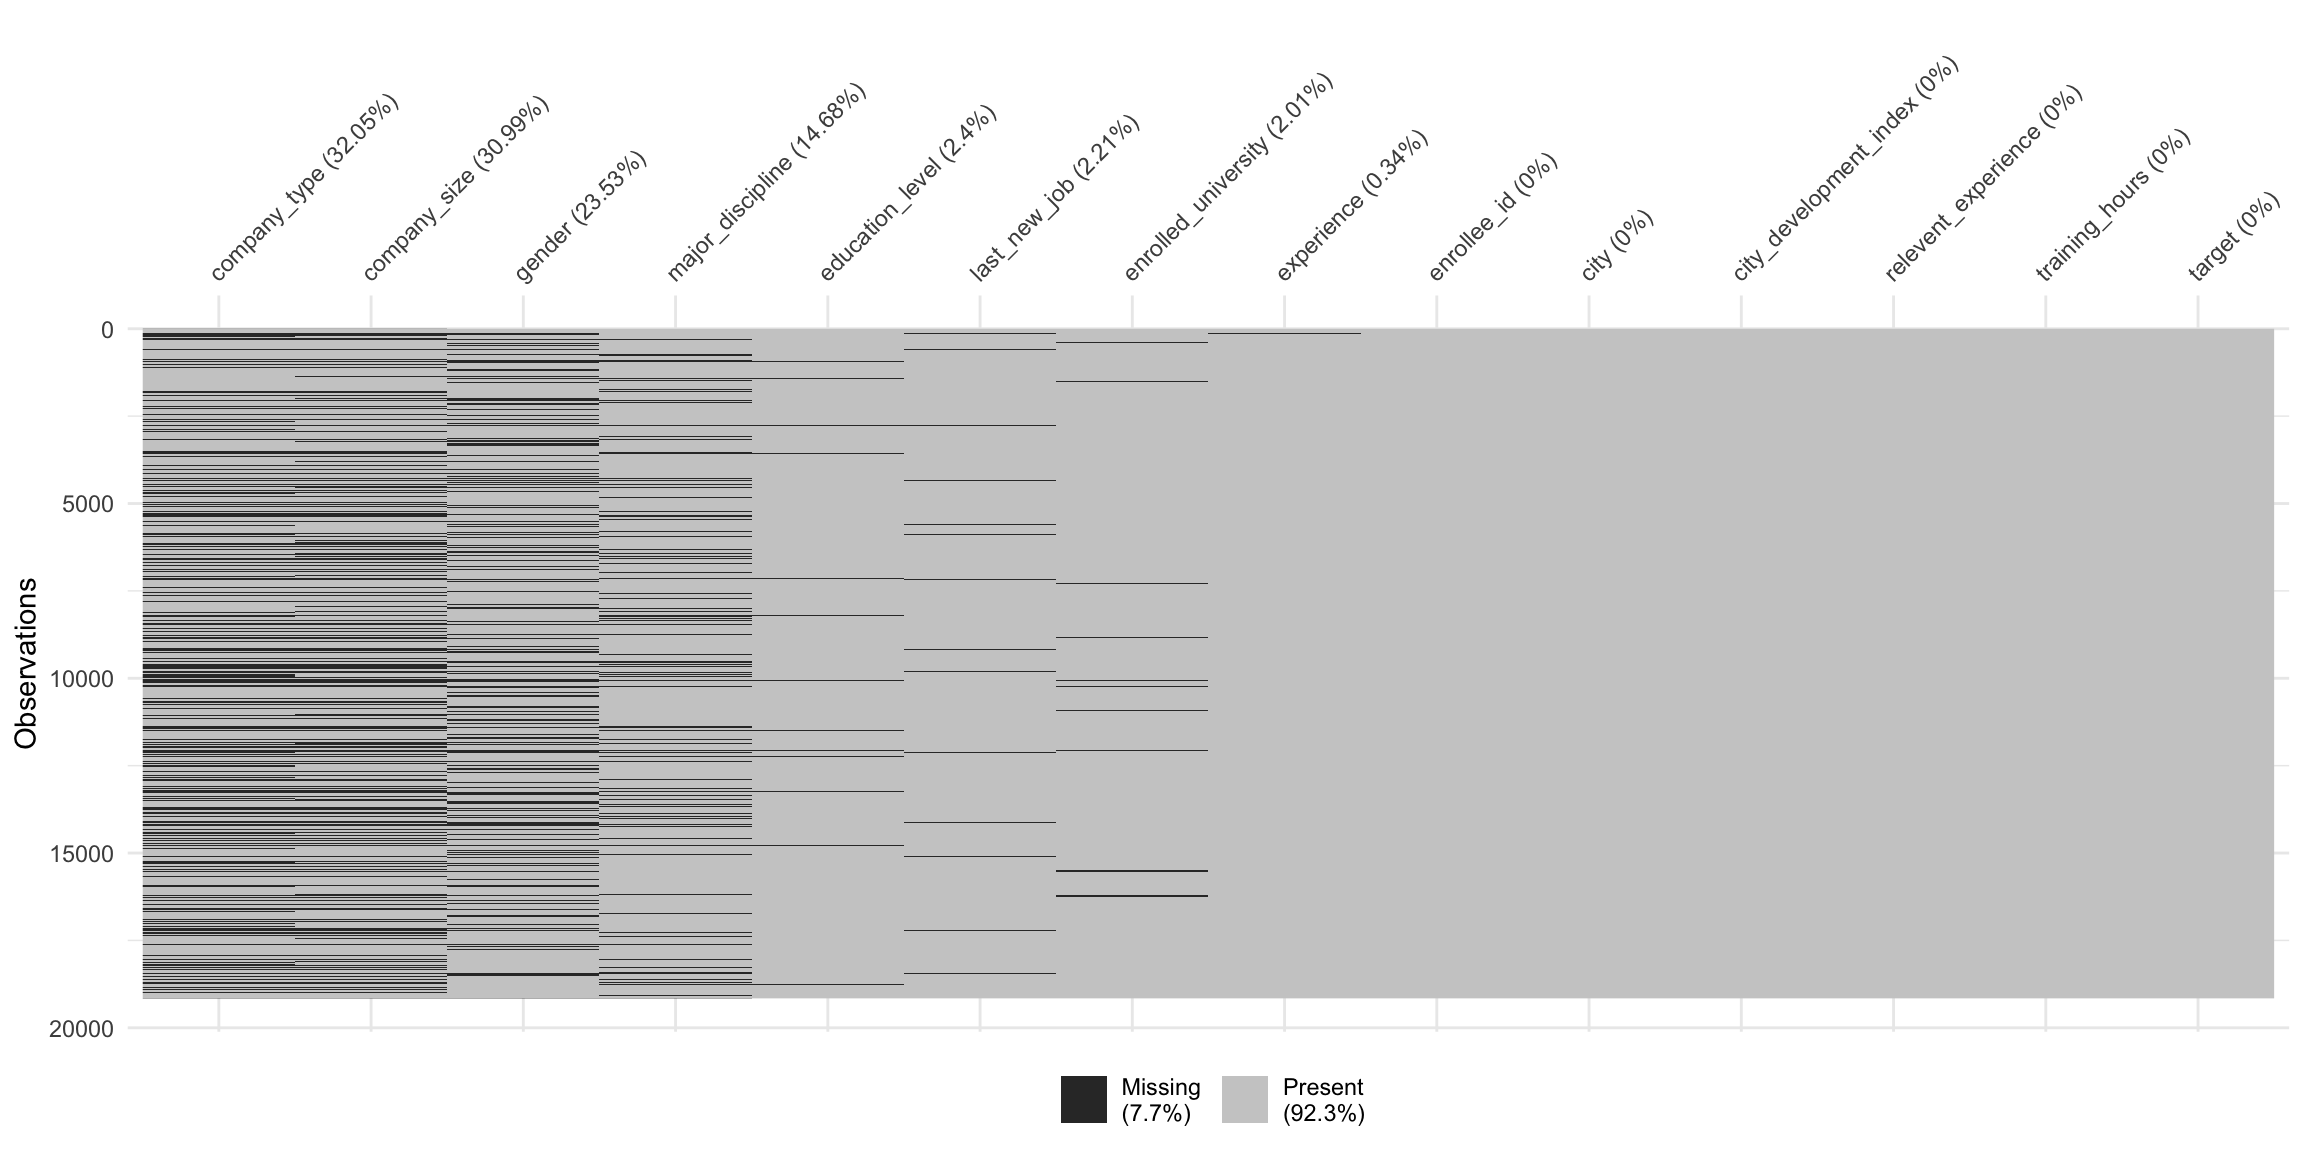 company_type (32.05%)
company_size (30.99%)
gender (23.53%)
major_discipline (14.68%)
education_level (2.4%)
last_new_job (2.21%)
enrolled_university (2.01%)
experience (0.34%)
enrollee_id (0%)
city (0%)
city_development_index (0%)
relevent_experience (0%)
training_hours (0%)
target (0%)
0
5000
10000
15000
20000
Observations
Missing
(7.7%)
Present
(92.3%)